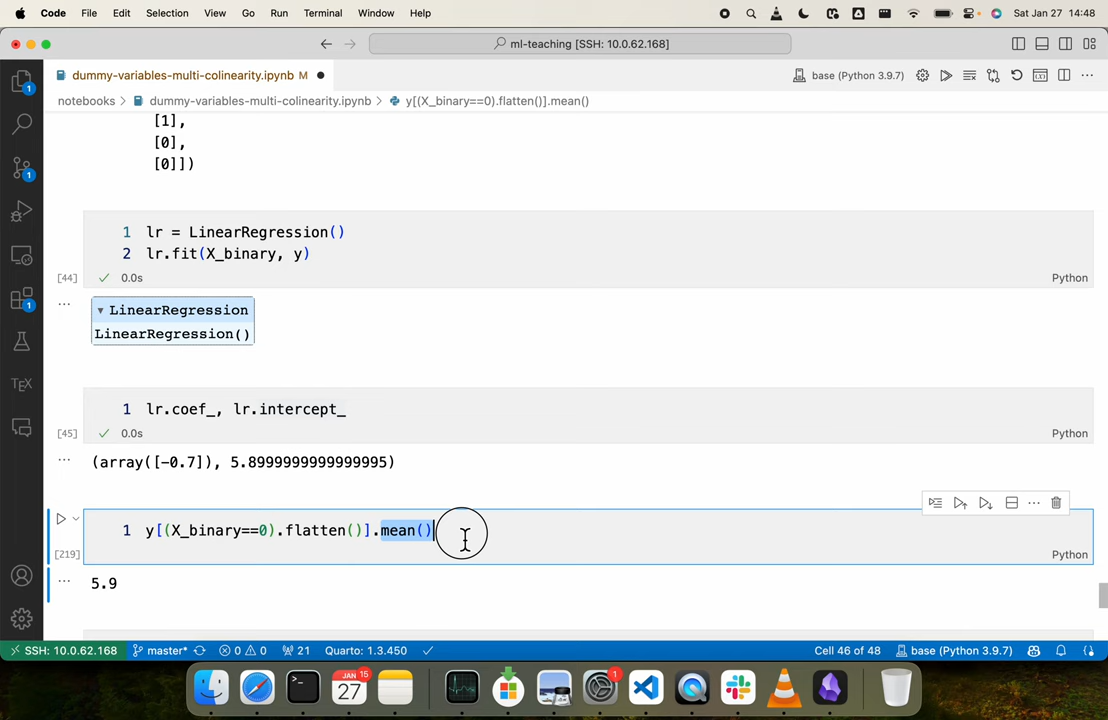 Code File Edit Selection View Go Run Terminal Window Help Sat Jan 27 14:48
ml-teaching [SSH: 10.0.62.168]
dummy-variables-multi-colinearity.ipynb M
base (Python 3.9.7)
notebooks > dummy-variables-multi-colinearity.ipynb > y[(X_binary==0).flatten()].mean()
[1],
[0],
[0]])
1 lr = LinearRegression()
2 lr.fit(X_binary, y)
[44] 0.0s Python
... LinearRegression
LinearRegression()
1 lr.coef_, lr.intercept_
[45] 0.0s Python
... (array([-0.7]), 5.8999999999999995)
1 y[(X_binary==0).flatten()].mean()
[219] Python
... 5.9
SSH: 10.0.62.168 master* 0 0 21 Quarto: 1.3.450 Cell 46 of 48 base (Python 3.9.7)
JAN 15
27
1